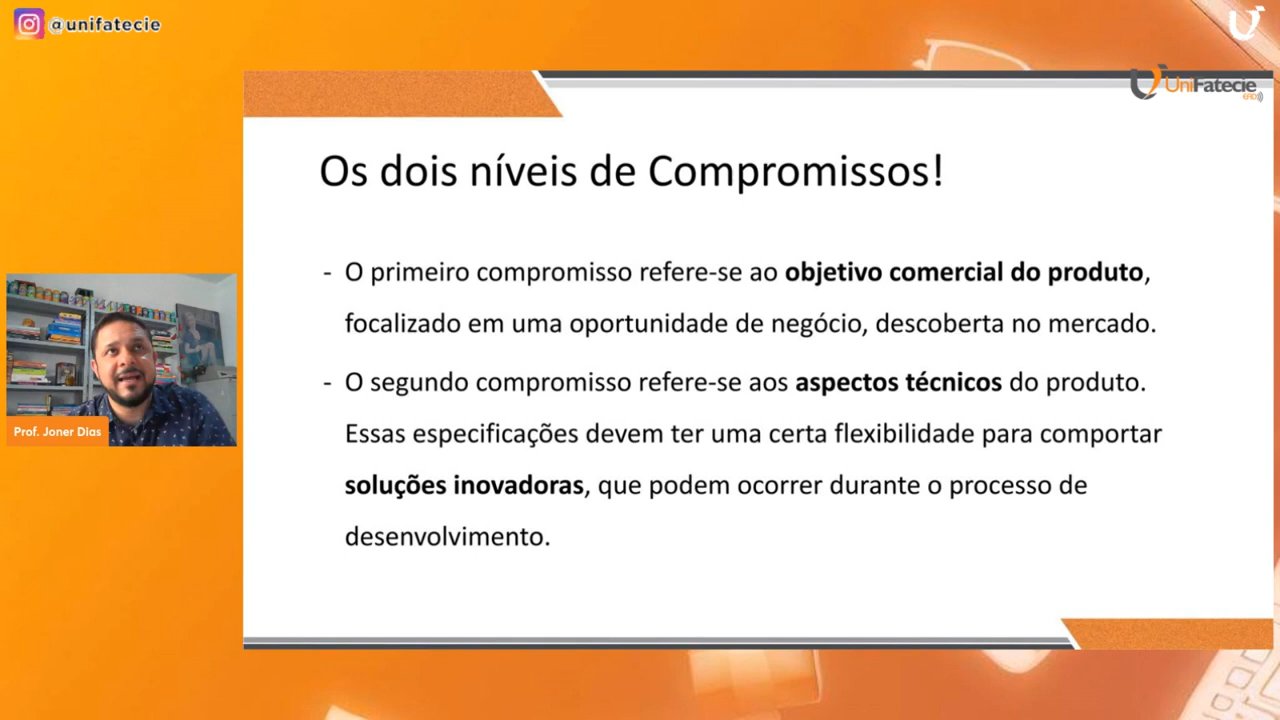 @unifatecie
UniFatecie
EAD
Os dois níveis de Compromissos!
- O primeiro compromisso refere-se ao objetivo comercial do produto,
focalizado em uma oportunidade de negócio, descoberta no mercado.
- O segundo compromisso refere-se aos aspectos técnicos do produto.
Essas especificações devem ter uma certa flexibilidade para comportar
soluções inovadoras, que podem ocorrer durante o processo de
desenvolvimento.
Prof. Joner Dias